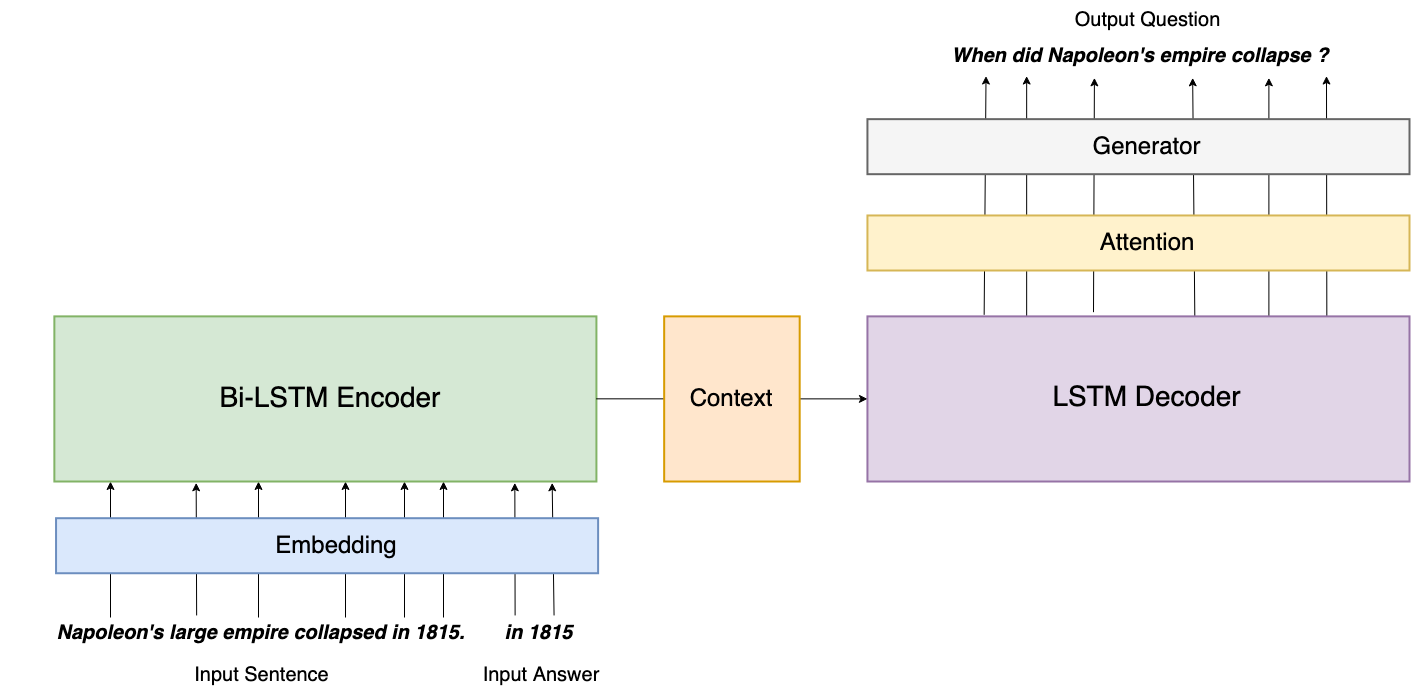 Output Question
When did Napoleon's empire collapse ?
Generator
Attention
Bi-LSTM Encoder
Context
LSTM Decoder
Embedding
Napoleon's large empire collapsed in 1815.
in 1815
Input Sentence
Input Answer